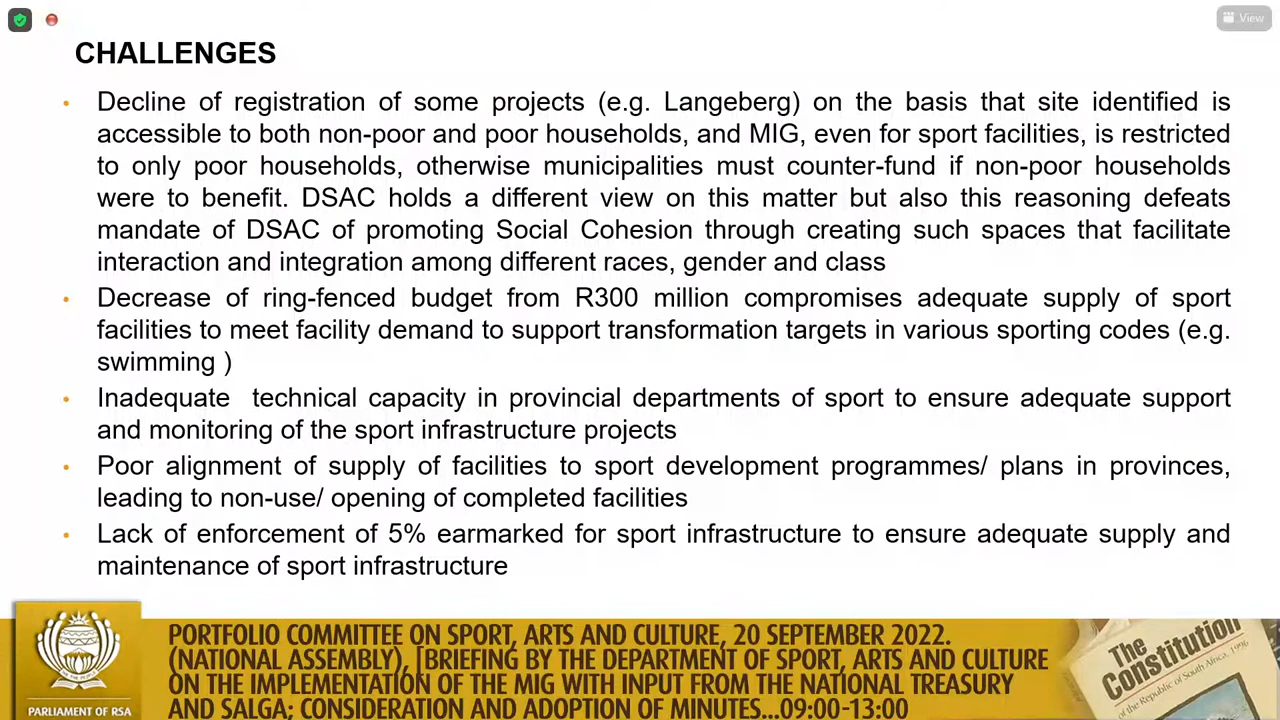 View
CHALLENGES
• Decline of registration of some projects (e.g. Langeberg) on the basis that site identified is
accessible to both non-poor and poor households, and MIG, even for sport facilities, is restricted
to only poor households, otherwise municipalities must counter-fund if non-poor households
were to benefit. DSAC holds a different view on this matter but also this reasoning defeats
mandate of DSAC of promoting Social Cohesion through creating such spaces that facilitate
interaction and integration among different races, gender and class
• Decrease of ring-fenced budget from R300 million compromises adequate supply of sport
facilities to meet facility demand to support transformation targets in various sporting codes (e.g.
swimming )
• Inadequate technical capacity in provincial departments of sport to ensure adequate support
and monitoring of the sport infrastructure projects
• Poor alignment of supply of facilities to sport development programmes/ plans in provinces,
leading to non-use/ opening of completed facilities
• Lack of enforcement of 5% earmarked for sport infrastructure to ensure adequate supply and
maintenance of sport infrastructure
PORTFOLIO COMMITTEE ON SPORT, ARTS AND CULTURE, 20 SEPTEMBER 2022.
(NATIONAL ASSEMBLY), [BRIEFING BY THE DEPARTMENT OF SPORT, ARTS AND CULTURE
ON THE IMPLEMENTATION OF THE MIG WITH INPUT FROM THE NATIONAL TREASURY
AND SALGA; CONSIDERATION AND ADOPTION OF MINUTES...09:00-13:00
PARLIAMENT OF RSA
The
Constitution
of the Republic of South Africa, 1996